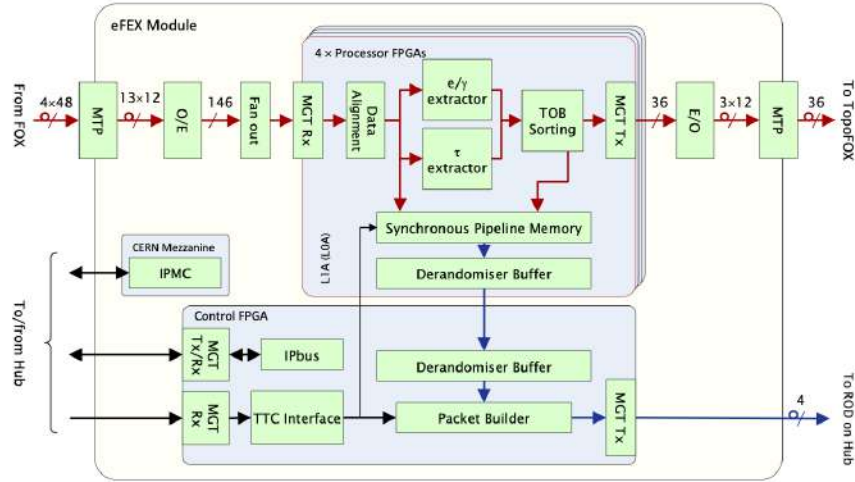 eFEX Module
4 × Processor FPGAs
From FOX
4×48
MTP
13×12
O/E
146
Fan out
MGT Rx
Data
Alignment
e/γ
extractor
τ
extractor
TOB
Sorting
MGT Tx
36
E/O
3×12
MTP
36
To TopoFOX
L1A (L0A)
Synchronous Pipeline Memory
Derandomiser Buffer
CERN Mezzanine
IPMC
To/from Hub
Control FPGA
MGT
Tx/Rx
IPbus
Derandomiser Buffer
MGT
Rx
TTC Interface
Packet Builder
MGT Tx
4
To ROD on
Hub